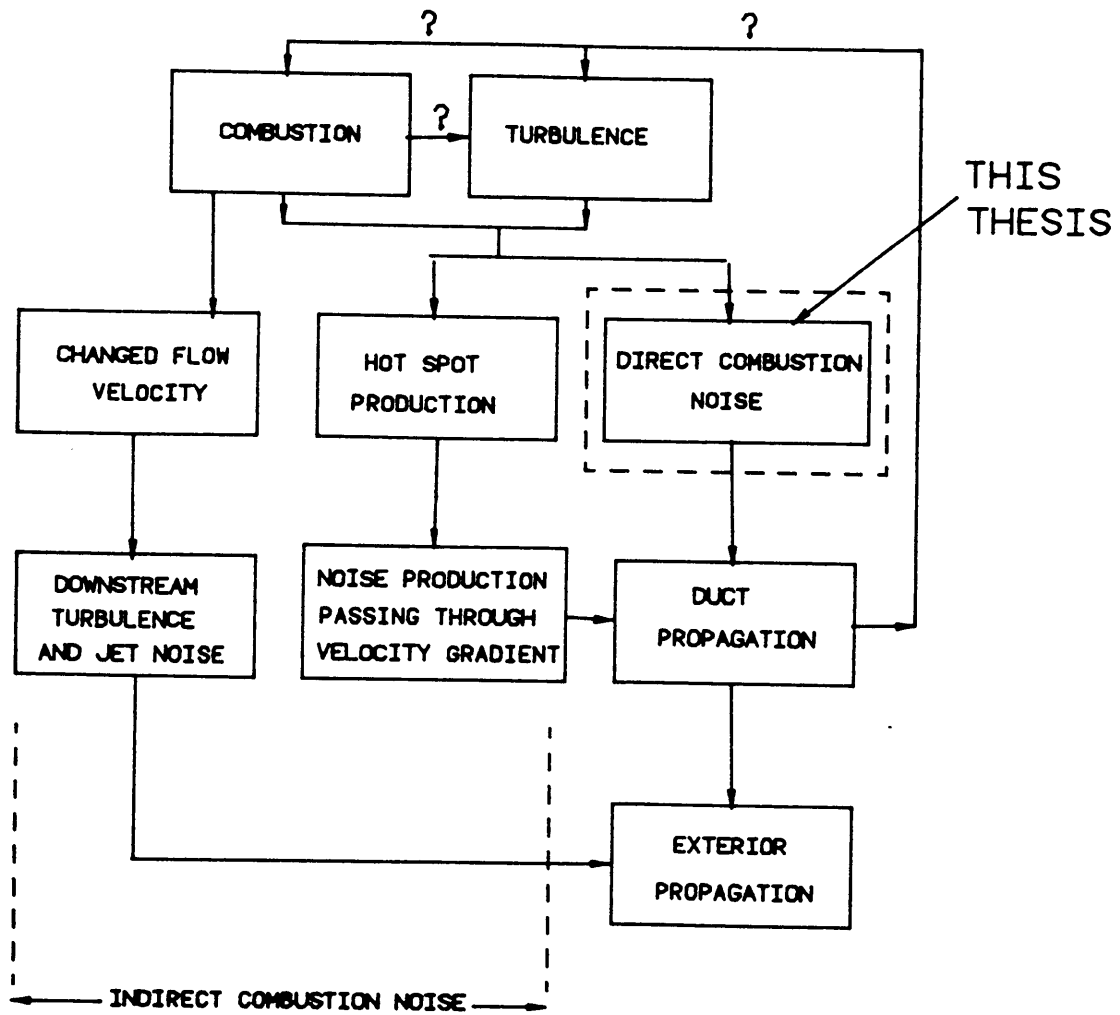 ?
?
COMBUSTION
?
TURBULENCE
THIS
THESIS
CHANGED FLOW
VELOCITY
HOT SPOT
PRODUCTION
DIRECT COMBUSTION
NOISE
DOWNSTREAM
TURBULENCE
AND JET NOISE
NOISE PRODUCTION
PASSING THROUGH
VELOCITY GRADIENT
DUCT
PROPAGATION
EXTERIOR
PROPAGATION
INDIRECT COMBUSTION NOISE